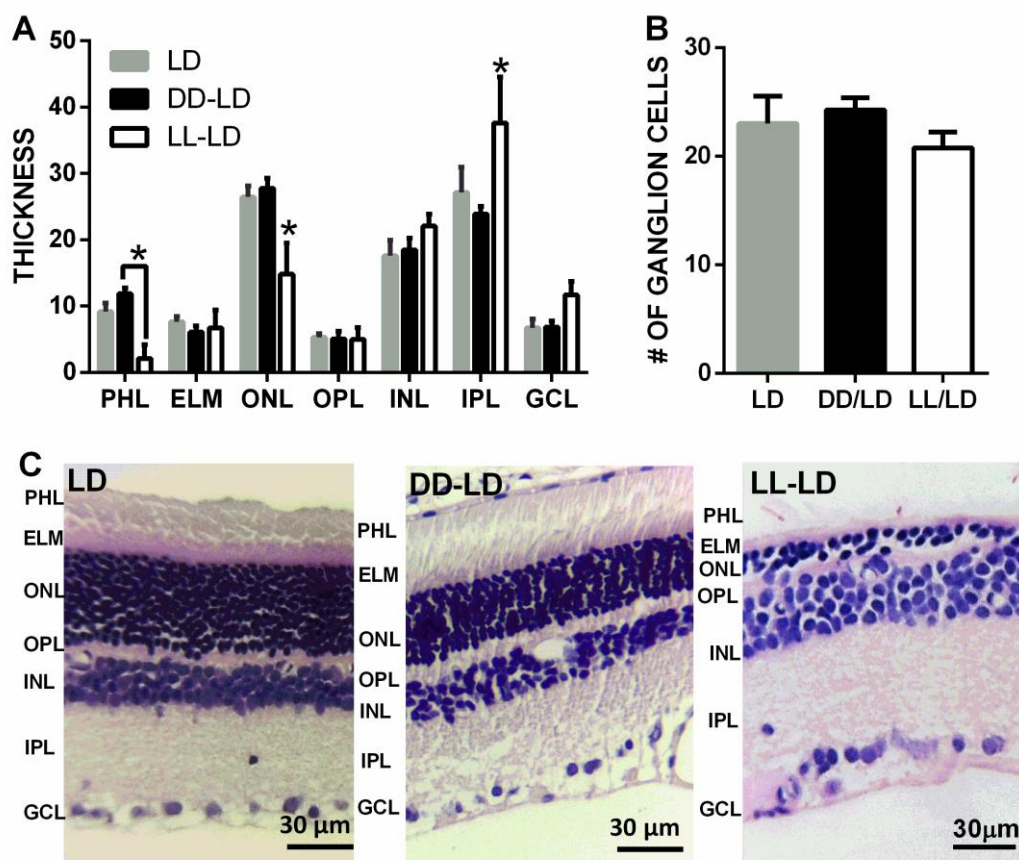 A
THICKNESS
50
40
30
20
10
0
LD
DD-LD
LL-LD
*
*
*
PHL ELM ONL OPL INL IPL GCL
B
# OF GANGLION CELLS
30
20
10
0
LD DD/LD LL/LD
C
LD
PHL
ELM
ONL
OPL
INL
IPL
GCL
30 µm
DD-LD
PHL
ELM
ONL
OPL
INL
IPL
GCL
30 µm
LL-LD
PHL
ELM
ONL
OPL
INL
IPL
GCL
30µm